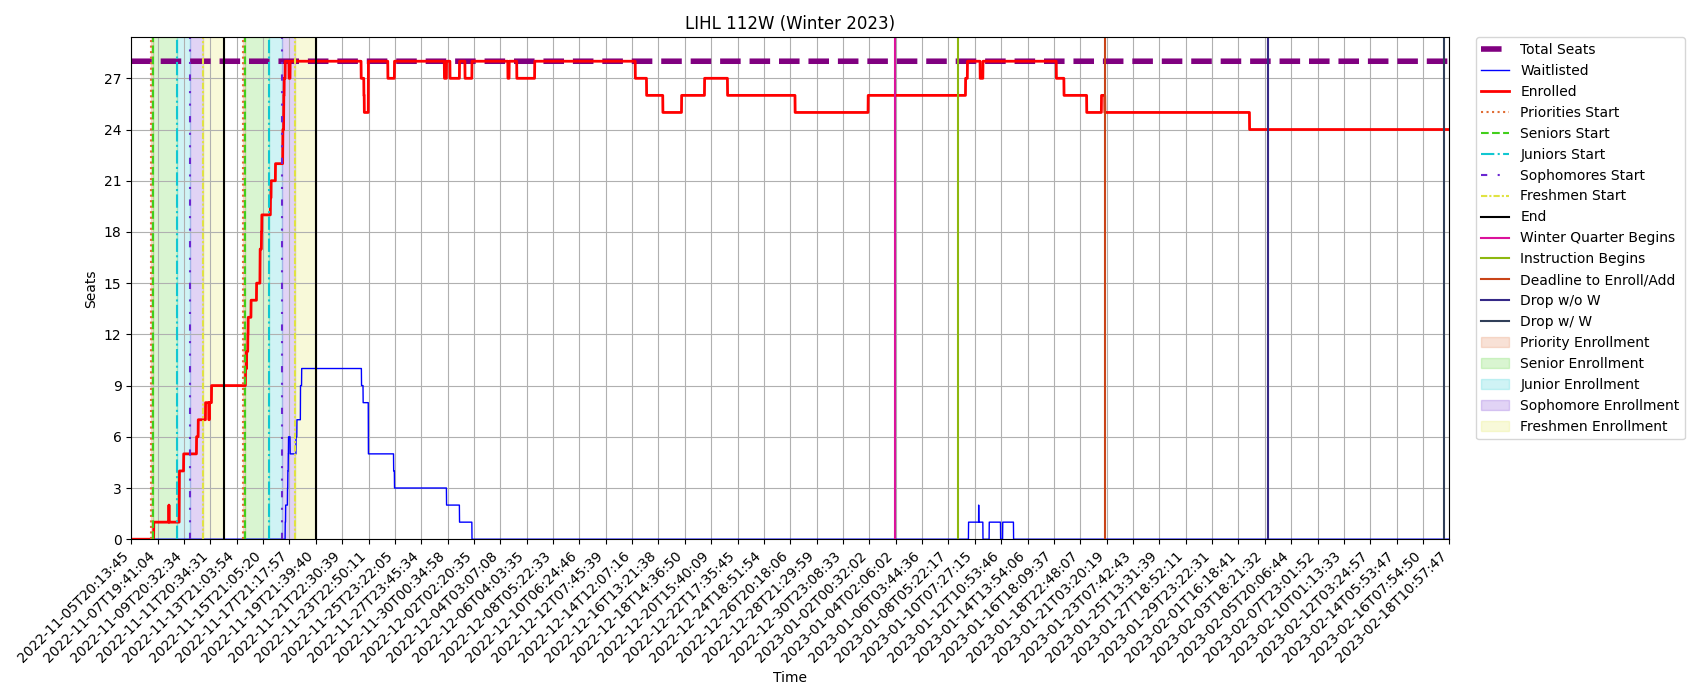 LIHL 112W (Winter 2023)
Seats
27
24
21
18
15
12
9
6
3
0
2022-11-05T20:13:45
2022-11-07T19:41:04
2022-11-09T20:32:34
2022-11-11T20:34:31
2022-11-13T21:03:54
2022-11-15T21:05:20
2022-11-17T21:17:57
2022-11-19T21:39:40
2022-11-21T22:30:39
2022-11-23T22:50:11
2022-11-25T23:22:05
2022-11-27T23:45:34
2022-11-30T00:34:58
2022-12-02T04:20:35
2022-12-04T03:07:08
2022-12-06T04:03:35
2022-12-08T05:22:33
2022-12-10T06:24:46
2022-12-12T07:45:39
2022-12-14T12:07:16
2022-12-16T13:21:38
2022-12-18T14:36:50
2022-12-20T15:40:09
2022-12-22T17:35:45
2022-12-24T18:51:54
2022-12-26T20:18:06
2022-12-28T21:29:59
2022-12-30T23:08:33
2023-01-02T00:32:02
2023-01-04T02:06:02
2023-01-06T03:44:36
2023-01-08T05:22:17
2023-01-10T07:27:15
2023-01-12T10:53:46
2023-01-14T13:54:06
2023-01-16T18:09:37
2023-01-18T22:48:07
2023-01-21T03:20:19
2023-01-23T07:42:43
2023-01-25T13:31:39
2023-01-27T18:52:11
2023-01-29T23:22:31
2023-02-01T16:18:41
2023-02-03T18:21:32
2023-02-05T20:06:44
2023-02-07T23:01:52
2023-02-10T01:13:33
2023-02-12T03:24:57
2023-02-14T05:53:47
2023-02-16T07:54:50
2023-02-18T10:57:47
Time
Total Seats
Waitlisted
Enrolled
Priorities Start
Seniors Start
Juniors Start
Sophomores Start
Freshmen Start
End
Winter Quarter Begins
Instruction Begins
Deadline to Enroll/Add
Drop w/o W
Drop w/ W
Priority Enrollment
Senior Enrollment
Junior Enrollment
Sophomore Enrollment
Freshmen Enrollment